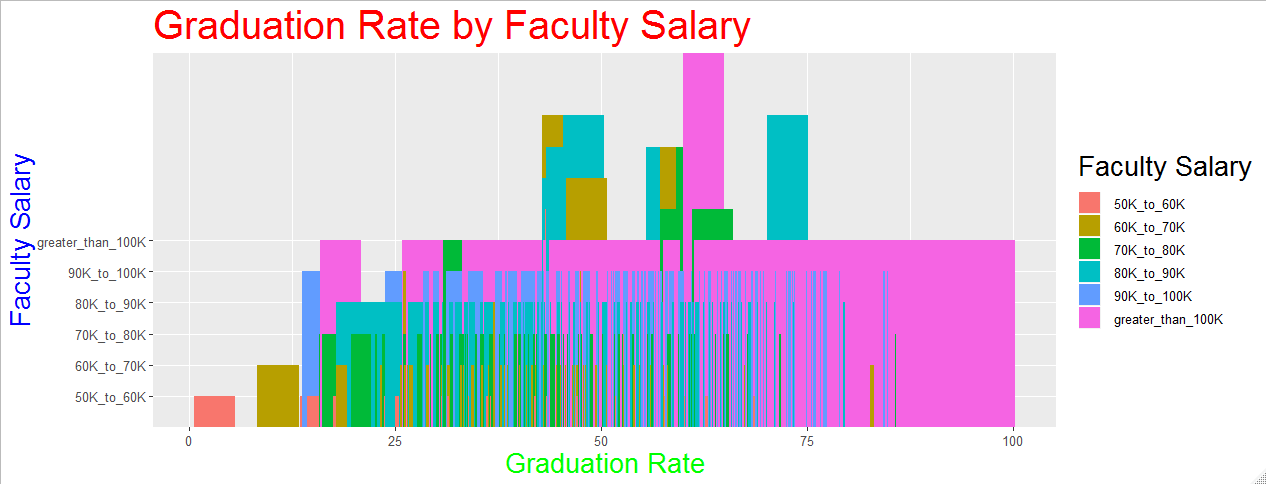 Graduation Rate by Faculty Salary
Faculty Salary
greater_than_100K
90K_to_100K
80K_to_90K
70K_to_80K
60K_to_70K
50K_to_60K
0 25 50 75 100
Graduation Rate
Faculty Salary
50K_to_60K
60K_to_70K
70K_to_80K
80K_to_90K
90K_to_100K
greater_than_100K